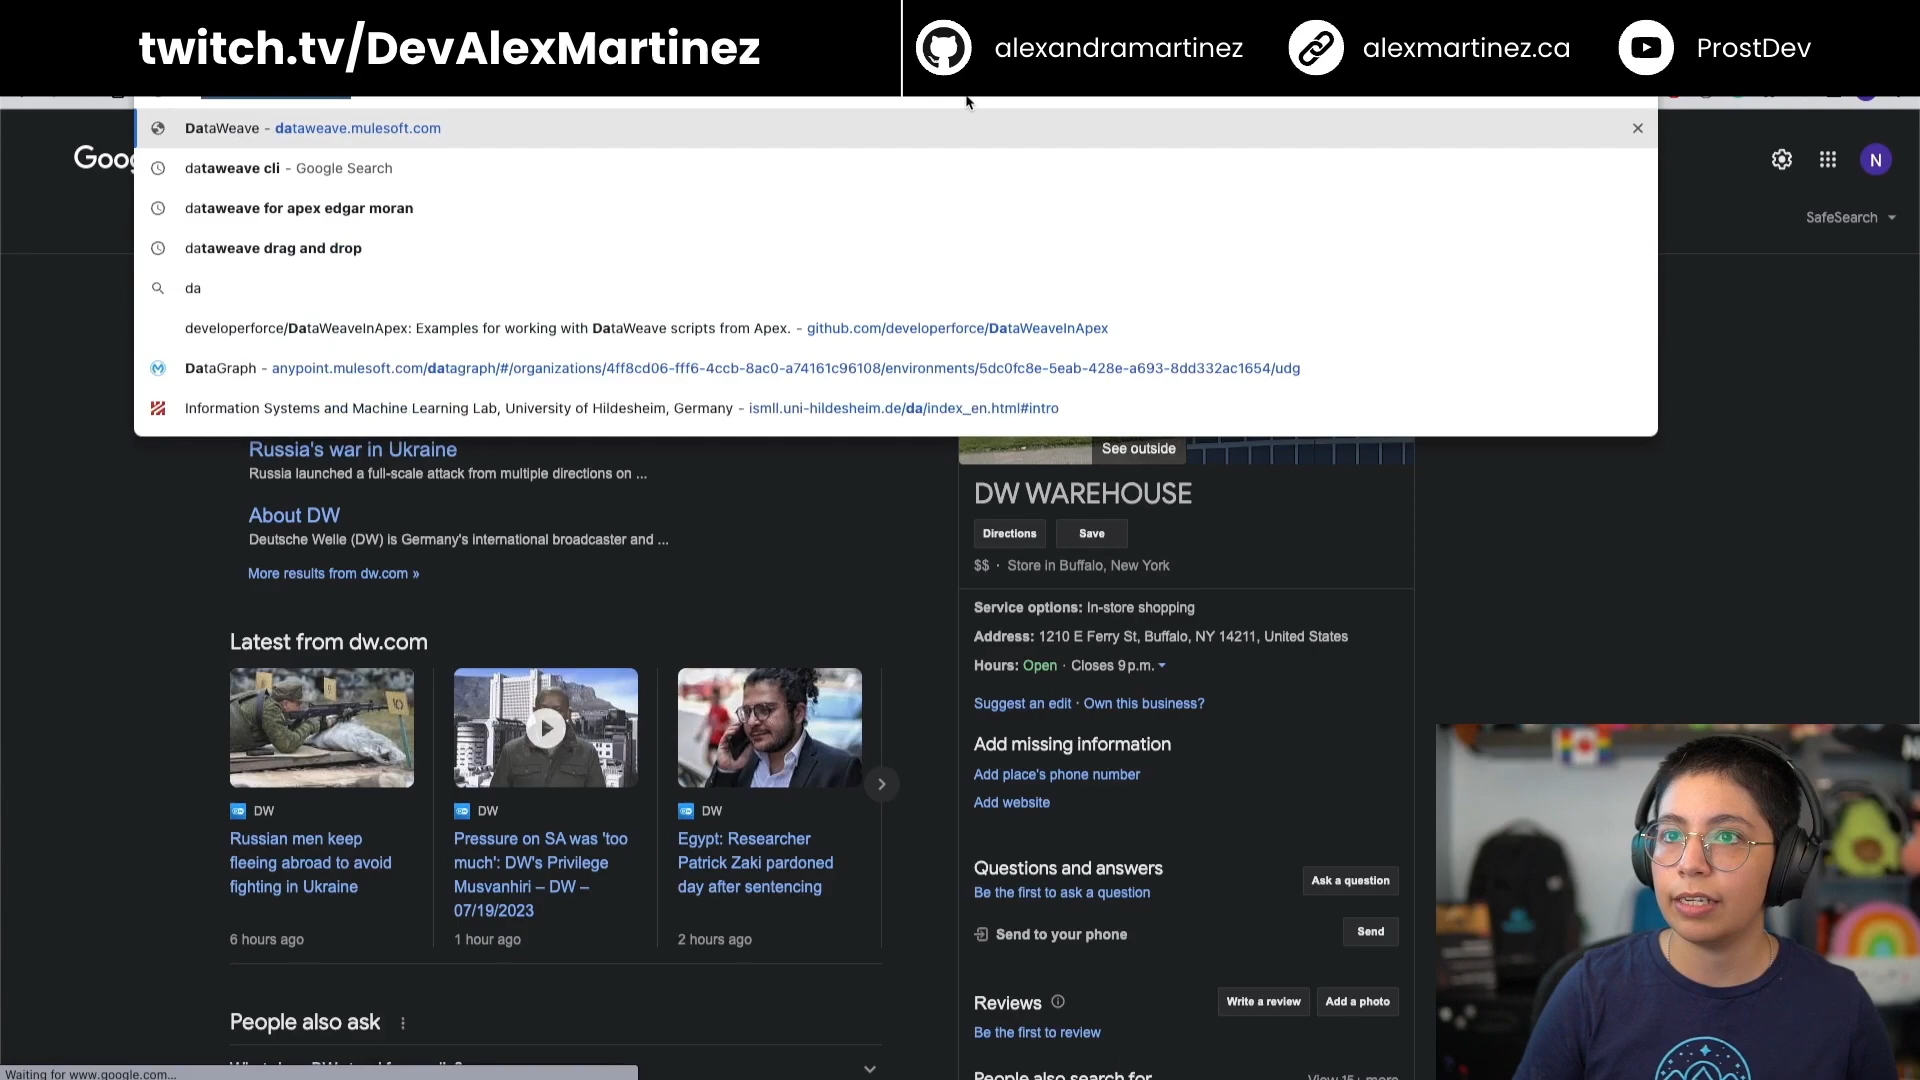 twitch.tv/DevAlexMartinez
alexandramartinez
alexmartinez.ca
ProstDev
DataWeave - dataweave.mulesoft.com
dataweave cli - Google Search
dataweave for apex edgar moran
dataweave drag and drop
da
developerforce/DataWeaveInApex: Examples for working with DataWeave scripts from Apex. - github.com/developerforce/DataWeaveInApex
DataGraph - anypoint.mulesoft.com/datagraph/#/organizations/4ff8cd06-fff6-4ccb-8ac0-a74161c96108/environments/5dc0fc8e-5eab-428e-a693-8dd332ac1654/udg
Information Systems and Machine Learning Lab, University of Hildesheim, Germany - ismll.uni-hildesheim.de/da/index_en.html#intro
N
SafeSearch
Russia's war in Ukraine
Russia launched a full-scale attack from multiple directions on ...
About DW
Deutsche Welle (DW) is Germany's international broadcaster and ...
More results from dw.com »
Latest from dw.com
DW
Russian men keep
fleeing abroad to avoid
fighting in Ukraine
6 hours ago
DW
Pressure on SA was 'too
much': DW's Privilege
Musvanhiri – DW –
07/19/2023
1 hour ago
DW
Egypt: Researcher
Patrick Zaki pardoned
day after sentencing
2 hours ago
People also ask
Waiting for www.google.com...
See outside
DW WAREHOUSE
Directions
Save
$$ · Store in Buffalo, New York
Service options: In-store shopping
Address: 1210 E Ferry St, Buffalo, NY 14211, United States
Hours: Open · Closes 9 p.m.
Suggest an edit · Own this business?
Add missing information
Add place's phone number
Add website
Questions and answers
Be the first to ask a question
Ask a question
Send to your phone
Send
Reviews
Write a review
Add a photo
Be the first to review
People also search for
View 15+ more